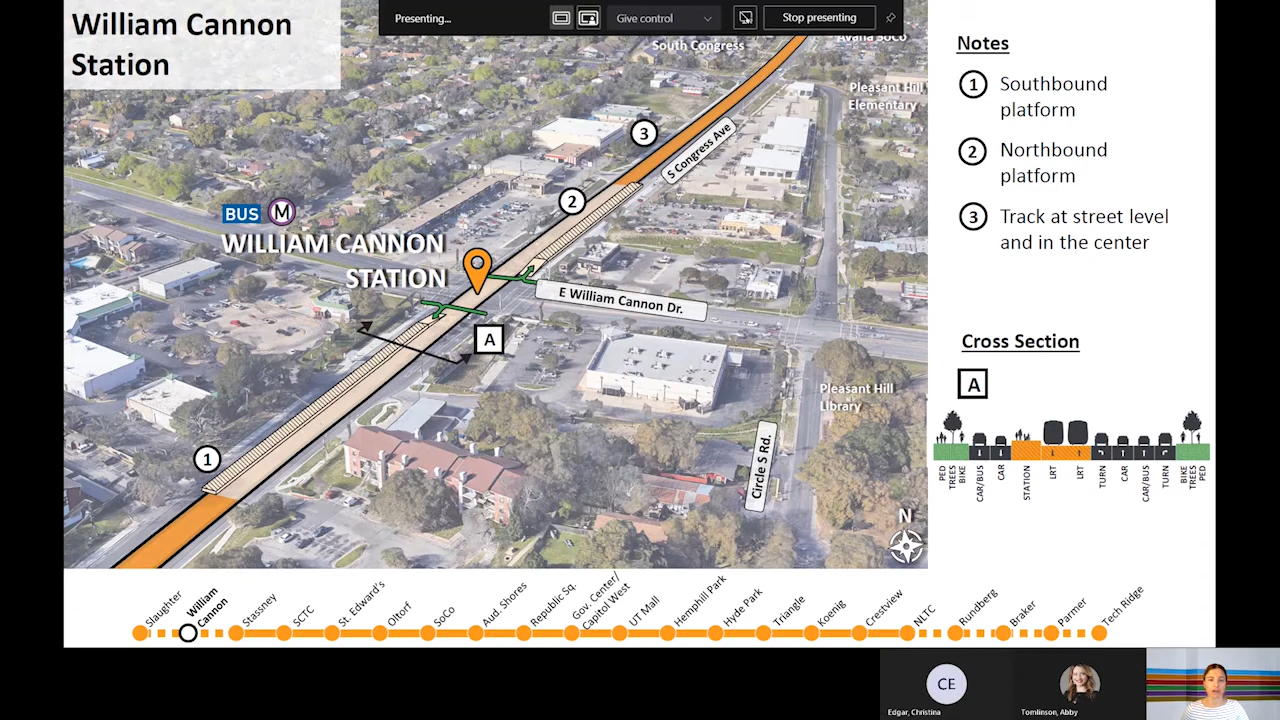 William Cannon
Station
Presenting...
Give control
Stop presenting
South Congress
Avana SoCo
Pleasant Hill
Elementary
3
S Congress Ave
2
BUS M
WILLIAM CANNON
STATION
E William Cannon Dr.
A
Pleasant Hill
Library
Circle S Rd.
1
N
Notes
1 Southbound
platform
2 Northbound
platform
3 Track at street level
and in the center
Cross Section
A
PED
TREES
BIKE
CAR/BUS
CAR
STATION
LRT
LRT
TURN
CAR
CAR/BUS
TURN
BIKE
TREES
PED
Slaughter
William
Cannon
Stassney
SCTC
St. Edward's
Oltorf
SoCo
Aud. Shores
Republic Sq.
Gov. Center/
Capitol West
UT Mall
Hemphill Park
Hyde Park
Triangle
Koenig
Crestview
NLTC
Rundberg
Braker
Parmer
Tech Ridge
CE
Edgar, Christina
Tomlinson, Abby